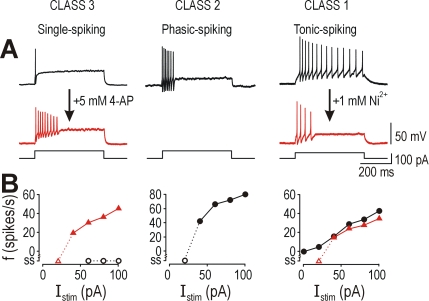 CLASS 3 CLASS 2 CLASS 1
Single-spiking Phasic-spiking Tonic-spiking
A
+5 mM 4-AP +1 mM Ni2+
50 mV
100 pA
200 ms
B
f (spikes/s)
60 80 60
40 60 40
20 40 20
0 20 0
SS SS SS
0 50 100 0 50 100 0 50 100
Istim (pA) Istim (pA) Istim (pA)